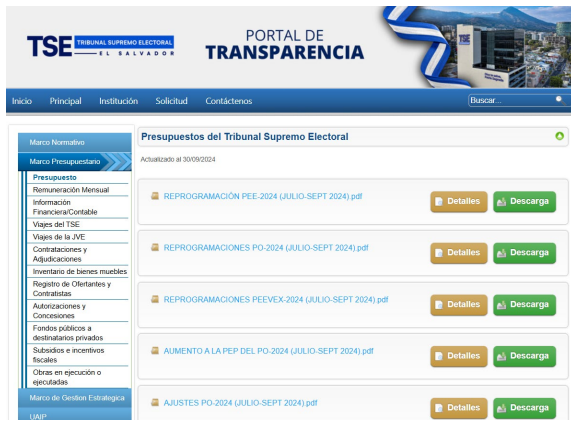 TSE TRIBUNAL SUPREMO ELECTORAL
EL SALVADOR
PORTAL DE
TRANSPARENCIA
TSE
Inicio Principal Institución Solicitud Contáctenos Buscar...
Marco Normativo
Marco Presupuestario
Presupuesto
Remuneración Mensual
Información
Financiera/Contable
Viajes del TSE
Viajes de la JVE
Contrataciones y
Adjudicaciones
Inventario de bienes muebles
Registro de Ofertantes y
Contratistas
Autorizaciones y
Concesiones
Fondos públicos a
destinatarios privados
Subsidios e incentivos
fiscales
Obras en ejecución o
ejecutadas
Marco de Gestion Estrategica
UAIP
Presupuestos del Tribunal Supremo Electoral
Actualizado al 30/09/2024
REPROGRAMACIÓN PEE-2024 (JULIO-SEPT 2024).pdf Detalles Descarga
REPROGRAMACIONES PO-2024 (JULIO-SEPT 2024).pdf Detalles Descarga
REPROGRAMACIONES PEEVEX-2024 (JULIO-SEPT 2024).pdf Detalles Descarga
AUMENTO A LA PEP DEL PO-2024 (JULIO-SEPT 2024).pdf Detalles Descarga
AJUSTES PO-2024 (JULIO-SEPT 2024).pdf Detalles Descarga